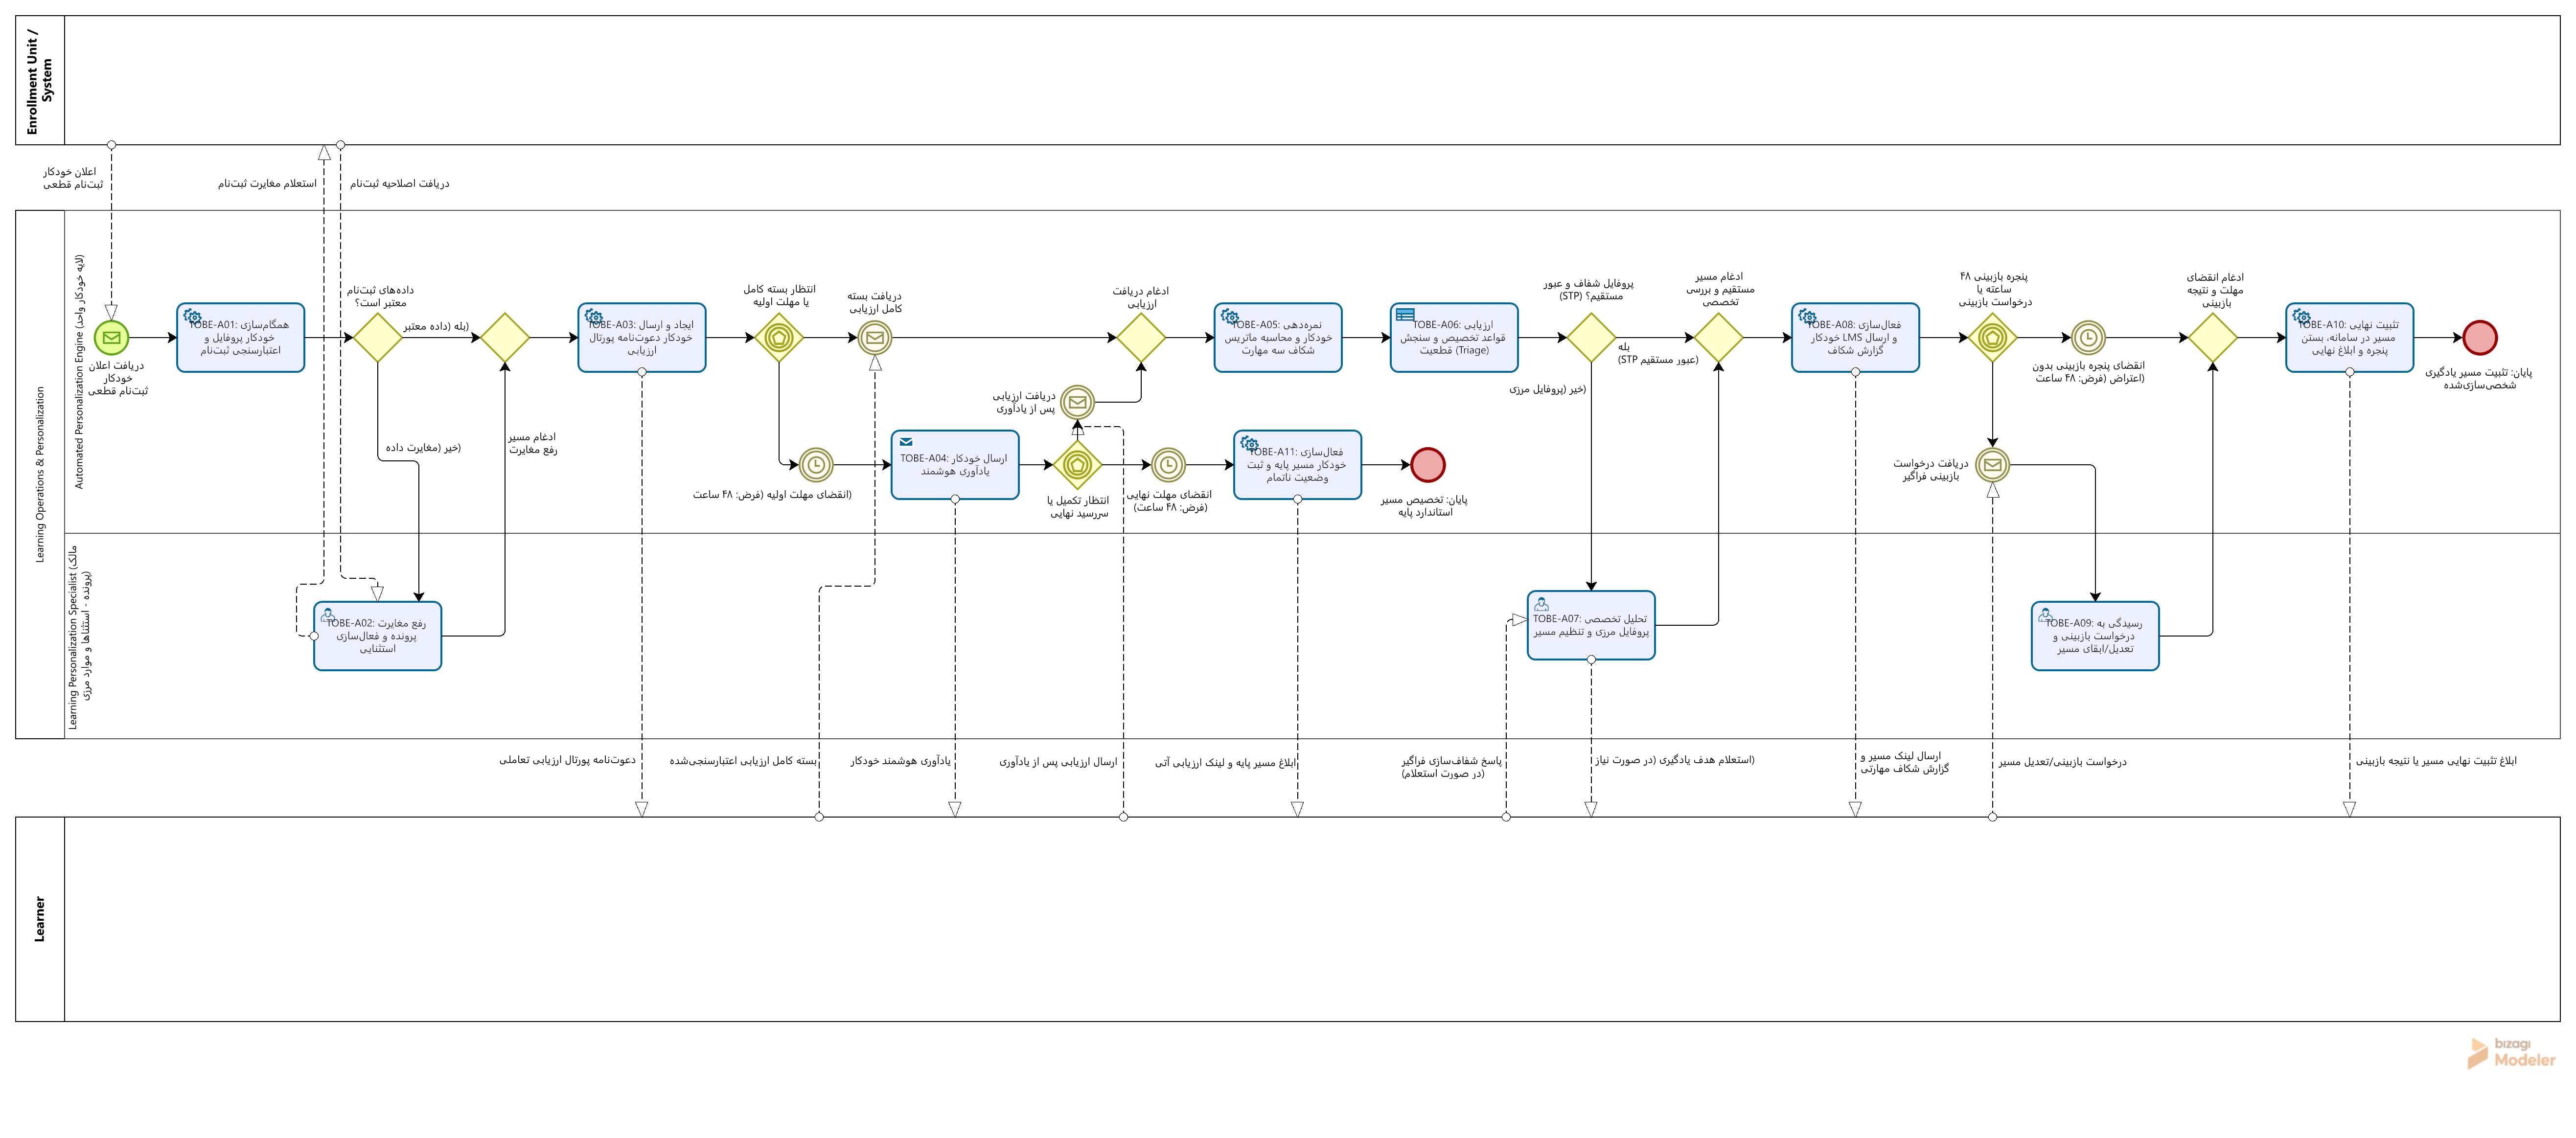 Enrollment Unit /
System
اعلان خودکار
ثبت‌نام قطعی
استعلام مغایرت ثبت‌نام
دریافت اصلاحیه ثبت‌نام
Learning Operations & Personalization
Automated Personalization Engine (لایه خودکار واحد)
دریافت اعلان
خودکار
ثبت‌نام قطعی
TOBE-A01: همگام‌سازی
خودکار پروفایل و
اعتبارسنجی ثبت‌نام
داده‌های ثبت‌نام
معتبر است؟
بله (داده معتبر)
خیر (مغایرت داده)
ادغام مسیر
رفع مغایرت
TOBE-A03: ایجاد و ارسال
خودکار دعوت‌نامه پورتال
ارزیابی
انتظار بسته کامل
یا مهلت اولیه
دریافت بسته
کامل ارزیابی
انقضای مهلت اولیه (فرض: ۴۸ ساعت)
TOBE-A04: ارسال خودکار
یادآوری هوشمند
دریافت ارزیابی
پس از یادآوری
انتظار تکمیل یا
سررسید نهایی
انقضای مهلت نهایی
(فرض: ۴۸ ساعت)
ادغام دریافت
ارزیابی
TOBE-A05: نمره‌دهی
خودکار و محاسبه ماتریس
شکاف سه مهارت
TOBE-A11: فعال‌سازی
خودکار مسیر پایه و ثبت
وضعیت ناتمام
پایان: تخصیص مسیر
استاندارد پایه
TOBE-A06: ارزیابی
قواعد تخصیص و سنجش
قطعیت (Triage)
پروفایل شفاف و عبور
مستقیم؟ (STP)
بله
(عبور مستقیم STP)
خیر (پروفایل مرزی)
ادغام مسیر
مستقیم و بررسی
تخصصی
TOBE-A08: فعال‌سازی
خودکار LMS و ارسال
گزارش شکاف
پنجره بازبینی ۴۸
ساعته یا
درخواست بازبینی
انقضای پنجره بازبینی بدون
اعتراض (فرض: ۴۸ ساعت)
دریافت درخواست
بازبینی فراگیر
ادغام انقضای
مهلت و نتیجه
بازبینی
TOBE-A10: تثبیت نهایی
مسیر در سامانه، بستن
پنجره و ابلاغ نهایی
پایان: تثبیت مسیر یادگیری
شخصی‌سازی‌شده
Learning Personalization Specialist (مالک
پرونده - استثناها و موارد مرزی)
TOBE-A02: رفع مغایرت
پرونده و فعال‌سازی
استثنایی
TOBE-A07: تحلیل تخصصی
پروفایل مرزی و تنظیم مسیر
TOBE-A09: رسیدگی به
درخواست بازبینی و
تعدیل/ابقای مسیر
دعوت‌نامه پورتال ارزیابی تعاملی
بسته کامل ارزیابی اعتبارسنجی‌شده
یادآوری هوشمند خودکار
ارسال ارزیابی پس از یادآوری
ابلاغ مسیر پایه و لینک ارزیابی آتی
پاسخ شفاف‌سازی فراگیر
(در صورت استعلام)
استعلام هدف یادگیری (در صورت نیاز)
ارسال لینک مسیر و
گزارش شکاف مهارتی
درخواست بازبینی/تعدیل مسیر
ابلاغ تثبیت نهایی مسیر یا نتیجه بازبینی
Learner
bizagi
Modeler